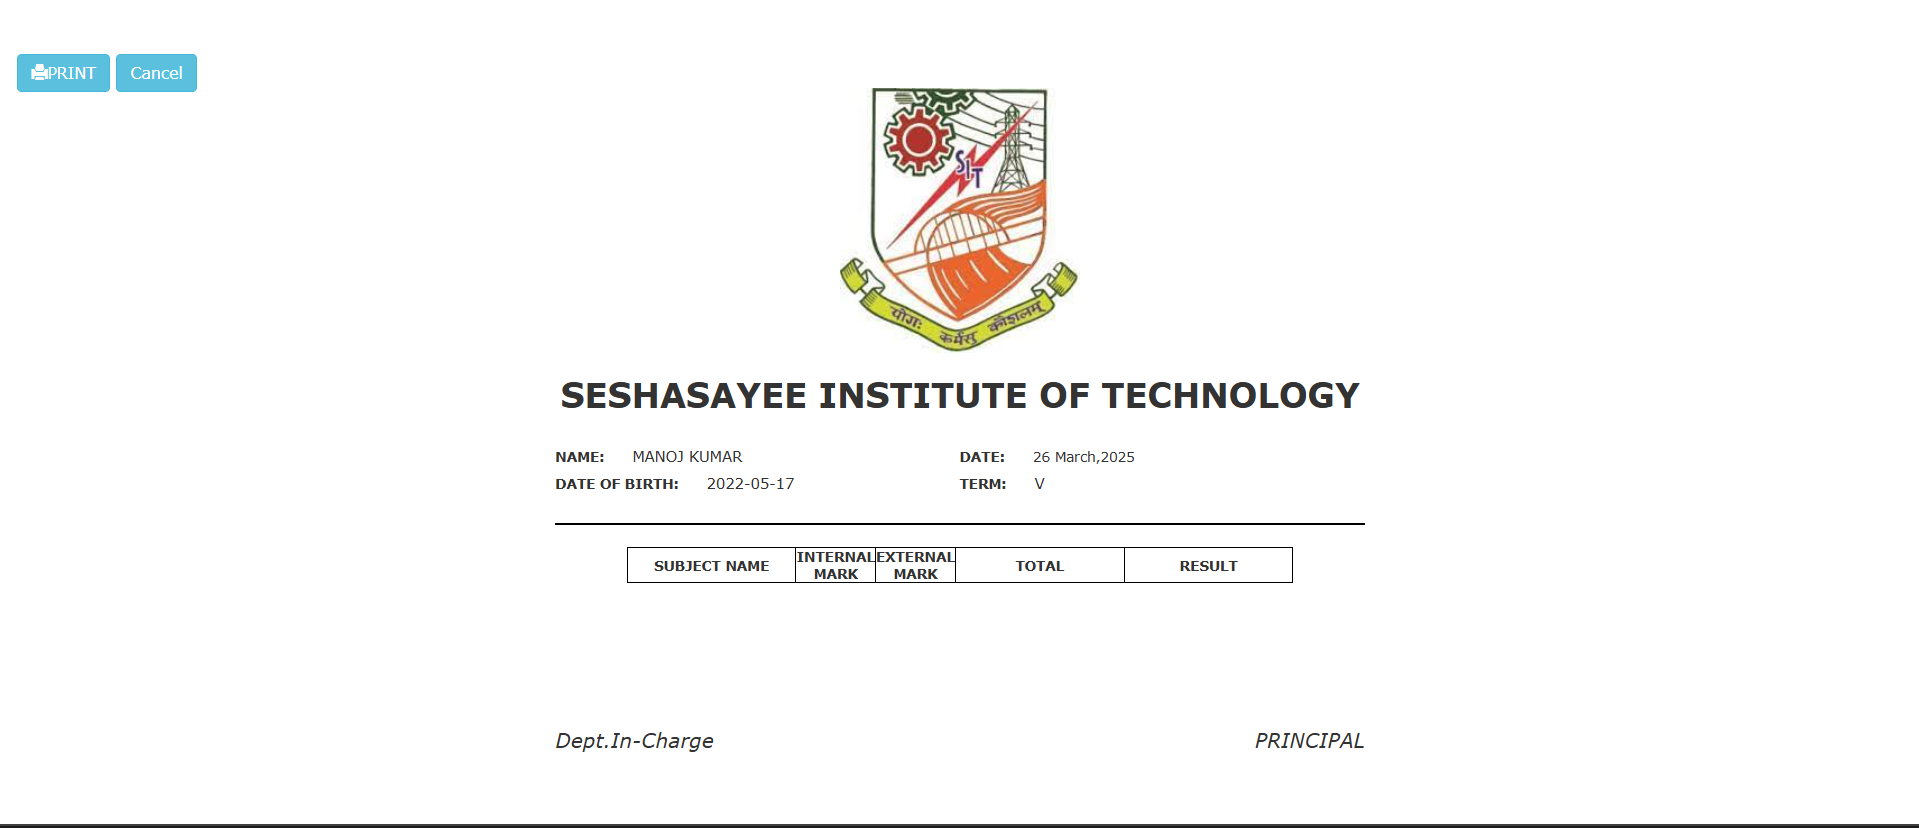 PRINT Cancel
SIT
योगः कर्मसु कौशलम्
SESHASAYEE INSTITUTE OF TECHNOLOGY
NAME: MANOJ KUMAR DATE: 26 March,2025
DATE OF BIRTH: 2022-05-17 TERM: V
SUBJECT NAME INTERNAL MARK EXTERNAL MARK TOTAL RESULT
Dept.In-Charge PRINCIPAL